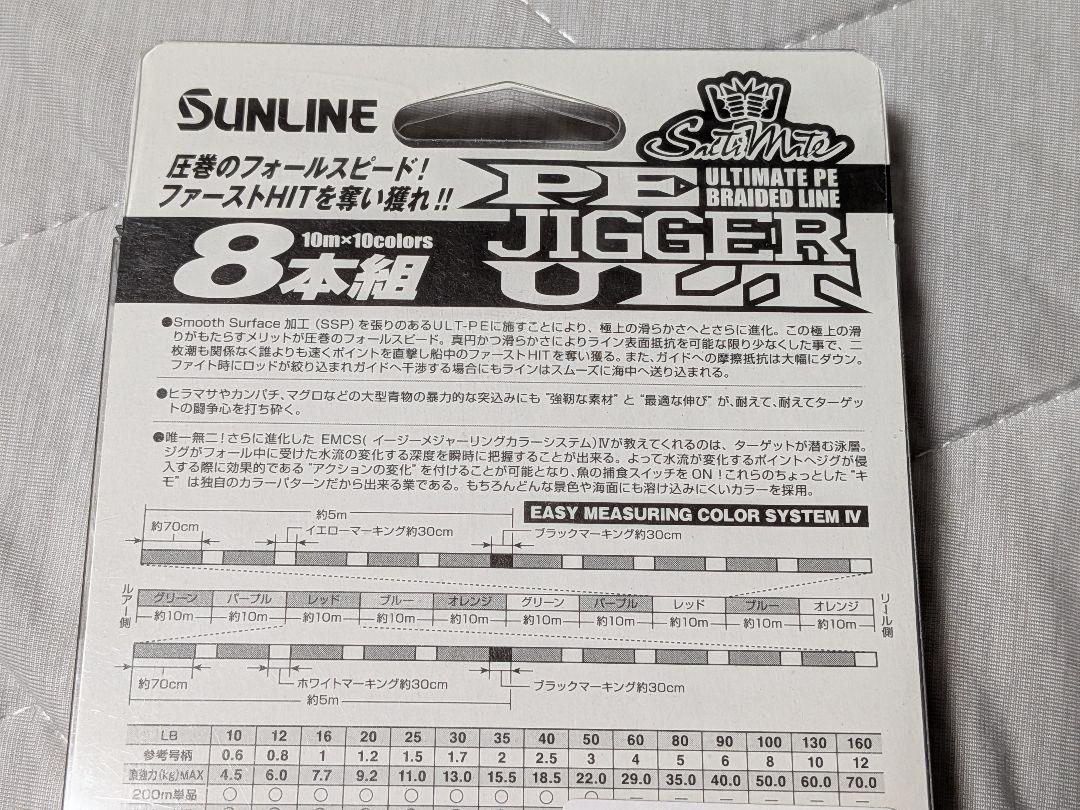 SUNLINE
SaltiMate
圧巻のフォールスピード!
ファーストHITを奪い獲れ!!
PE
ULTIMATE PE
BRAIDED LINE
JIGGER
ULT
8本組
10m×10colors
●Smooth Surface 加工 (SSP) を張りのあるULT-PEに施すことにより、極上の滑らかさへとさらに進化。この極上の滑
りがもたらすメリットが圧巻のフォールスピード。真円かつ滑らかさによりライン表面抵抗を可能な限り少なくした事で、二
枚潮も関係なく誰よりも速くポイントを直撃し船中のファーストHITを奪い獲る。また、ガイドへの摩擦抵抗は大幅にダウン。
ファイト時にロッドが絞り込まれガイドへ干渉する場合にもラインはスムーズに海中へ送り込まれる。
●ヒラマサやカンパチ、マグロなどの大型青物の暴力的な突込みにも "強靭な素材" と "最適な伸び" が、耐えて、耐えてターゲッ
トの闘争心を打ち砕く。
●唯一無二!さらに進化した EMCS( イージーメジャーリングカラーシステム)Ⅳが教えてくれるのは、ターゲットが潜む泳層。
ジグがフォール中に受けた水流の変化する深度を瞬時に把握することが出来る。よって水流が変化するポイントへジグが侵
入する際に効果的である "アクションの変化" を付けることが可能となり、魚の捕食スイッチを ON!これらのちょっとした "キ
モ" は独自のカラーパターンだから出来る業である。もちろんどんな景色や海面にも溶け込みにくいカラーを採用。
EASY MEASURING COLOR SYSTEM Ⅳ
約5m
約70cm イエローマーキング約30cm ブラックマーキング約30cm
ルアー側
グリーン パープル レッド ブルー オレンジ グリーン パープル レッド ブルー オレンジ
約10m 約10m 約10m 約10m 約10m 約10m 約10m 約10m 約10m 約10m
リール側
約70cm ホワイトマーキング約30cm ブラックマーキング約30cm
約5m
LB 10 12 16 20 25 30 35 40 50 60 80 90 100 130 160
参考号柄 0.6 0.8 1 1.2 1.5 1.7 2 2.5 3 4 5 6 8 10 12
直強力(kg)MAX 4.5 6.0 7.7 9.2 11.0 13.0 15.5 18.5 22.0 29.0 35.0 40.0 50.0 60.0 70.0
200m単品 ○ ○ ○ ○ ○ ○ ○ ○ ○ — — — — — —